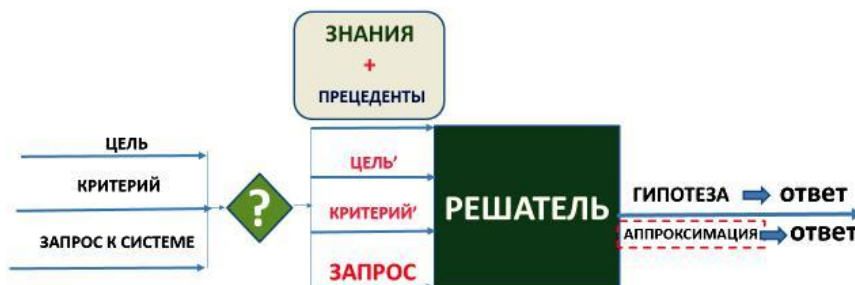 ЗНАНИЯ
+
ПРЕЦЕДЕНТЫ
ЦЕЛЬ
КРИТЕРИЙ
ЗАПРОС К СИСТЕМЕ
?
ЦЕЛЬ’
КРИТЕРИЙ’
ЗАПРОС
РЕШАТЕЛЬ
ГИПОТЕЗА ответ
АППРОКСИМАЦИЯ ответ